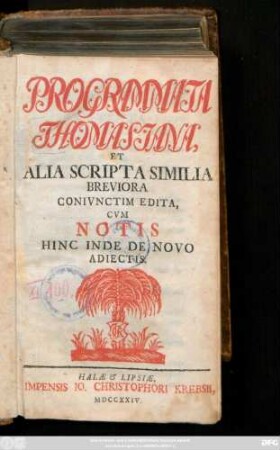 PROGRAMMATA
THOMASIANA,
ET
ALIA SCRIPTA SIMILIA
BREVIORA
CONIVNCTIM EDITA,
CVM
NOTIS
HINC INDE DE NOVO
ADIECTIS.
HALÆ & LIPSIÆ,
IMPENSIS JO. CHRISTOPHORI KREBSII,
MDCCXXIV.